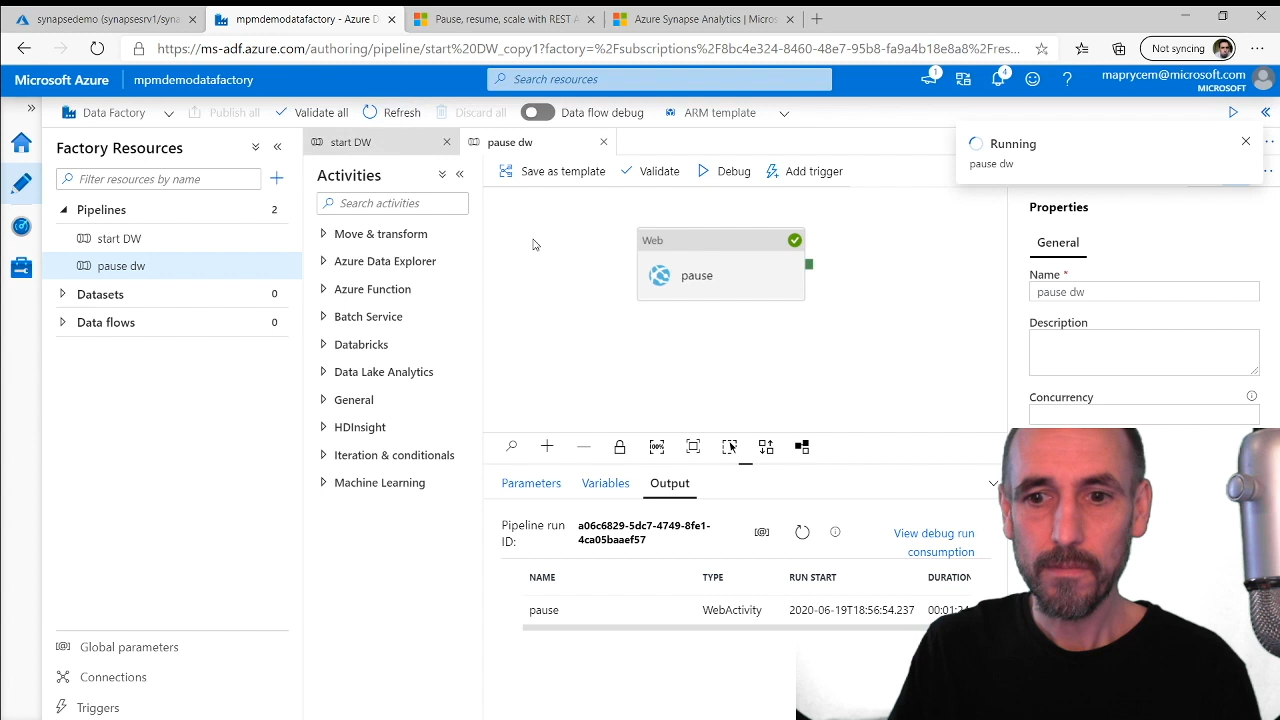 synapsedemo (synapsesrv1/syna
mpmdemodatafactory - Azure D
Pause, resume, scale with REST A
Azure Synapse Analytics | Micros
https://ms-adf.azure.com/authoring/pipeline/start%20DW_copy1?factory=%2Fsubscriptions%2F8bc4e324-8460-48e7-95b8-fa9a4b18e8a8%2Fres...
Not syncing
Microsoft Azure
mpmdemodatafactory
Search resources
1
4
maprycem@microsoft.com
MICROSOFT
Data Factory
Publish all
Validate all
Refresh
Discard all
Data flow debug
ARM template
Factory Resources
Filter resources by name
Pipelines
2
start DW
pause dw
Datasets
0
Data flows
0
Global parameters
Connections
Triggers
start DW
pause dw
Activities
Search activities
Move & transform
Azure Data Explorer
Azure Function
Batch Service
Databricks
Data Lake Analytics
General
HDInsight
Iteration & conditionals
Machine Learning
Save as template
Validate
Debug
Add trigger
Web
pause
Parameters
Variables
Output
Pipeline run
ID:
a06c6829-5dc7-4749-8fe1-
4ca05baaef57
View debug run
consumption
NAME
TYPE
RUN START
DURATION
pause
WebActivity
2020-06-19T18:56:54.237
Running
pause dw
Properties
General
Name *
pause dw
Description
Concurrency